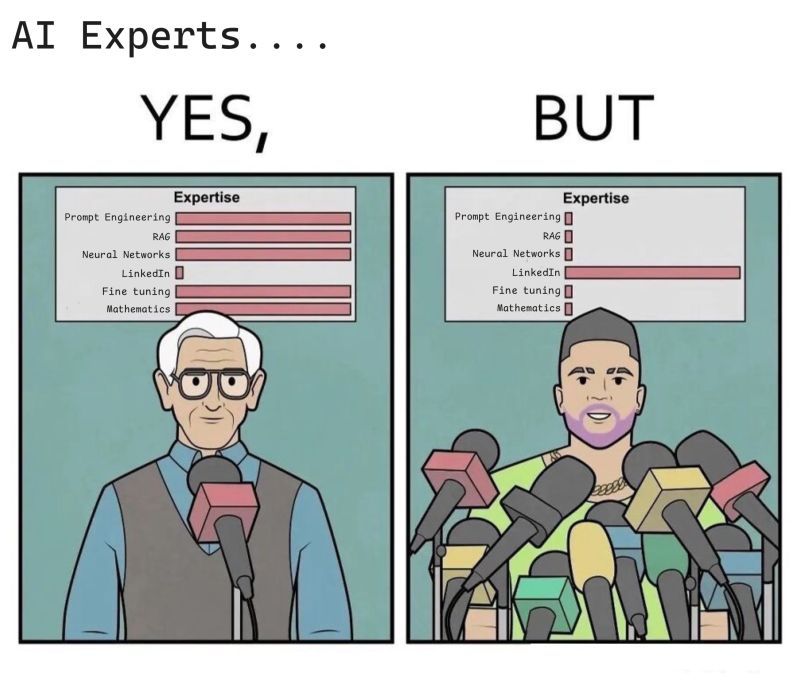 AI Experts....
YES,
BUT
Expertise
Prompt Engineering
RAG
Neural Networks
LinkedIn
Fine tuning
Mathematics
Expertise
Prompt Engineering
RAG
Neural Networks
LinkedIn
Fine tuning
Mathematics